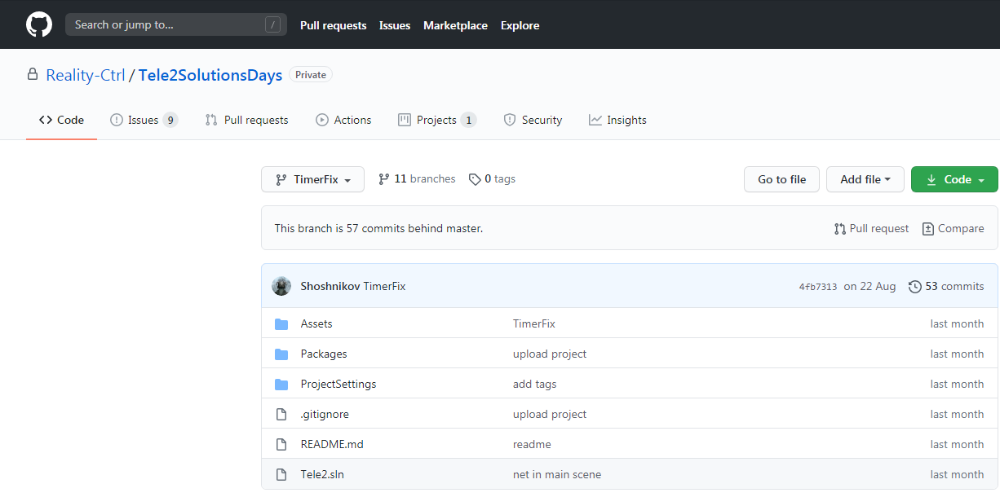 Search or jump to... / Pull requests Issues Marketplace Explore
Reality-Ctrl / Tele2SolutionsDays Private
<> Code Issues 9 Pull requests Actions Projects 1 Security Insights
TimerFix 11 branches 0 tags Go to file Add file Code
This branch is 57 commits behind master. Pull request Compare
Shoshnikov TimerFix 4fb7313 on 22 Aug 53 commits
Assets TimerFix last month
Packages upload project last month
ProjectSettings add tags last month
.gitignore upload project last month
README.md readme last month
Tele2.sln net in main scene last month